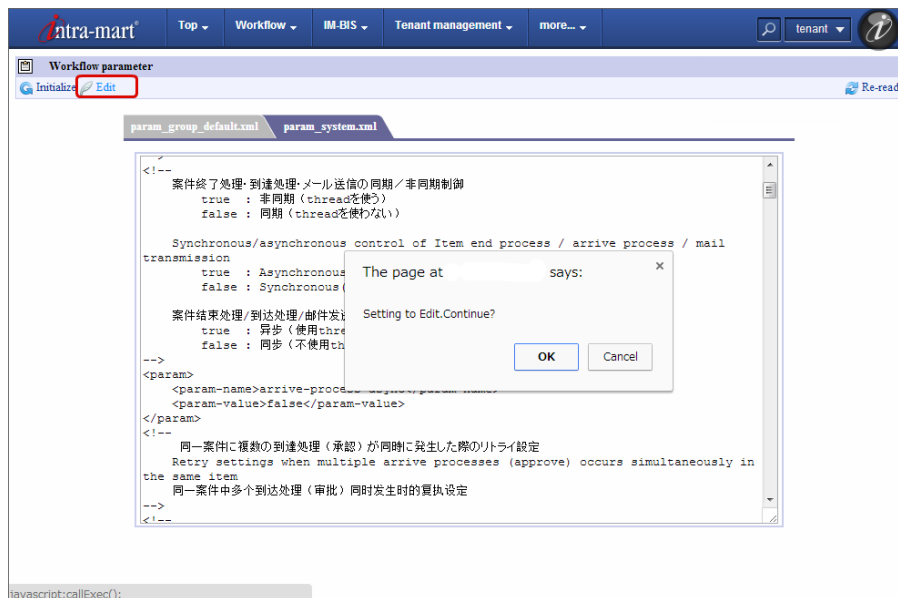 intra-mart
Top
Workflow
IM-BIS
Tenant management
more...
tenant
Workflow parameter
Initialize
Edit
Re-read
param_group_default.xml
param_system.xml
-->
<!--
案件終了処理・到達処理・メール送信の同期／非同期制御
true : 非同期（threadを使う）
false : 同期（threadを使わない）
Synchronous/asynchronous control of Item end process / arrive process / mail
transmission
true : Asynchronous
false : Synchronous(
案件结束处理/到达处理/邮件发送
true : 异步（使用thre
false : 同步（不使用th
-->
<param>
<param-name>arrive-process-async</param-name>
<param-value>false</param-value>
</param>
<!--
同一案件に複数の到達処理（承認）が同時に発生した際のリトライ設定
Retry settings when multiple arrive processes (approve) occurs simultaneously in
the same item
同一案件中多个到达处理（审批）同时发生时的复执设定
-->
<!--
The page at says:
Setting to Edit.Continue?
OK
Cancel
javascript:callExec();